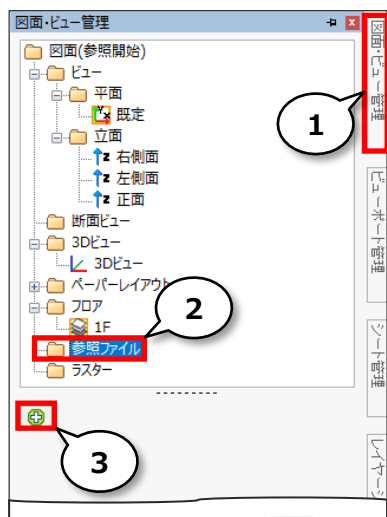 図面・ビュー管理
図面(参照開始)
ビュー
平面
既定
立面
右側面
左側面
正面
断面ビュー
3Dビュー
3Dビュー
ペーパーレイアウト
フロア
1F
参照ファイル
ラスター
図面・ビュー管理
ビューポート管理
シート管理
1
2
3